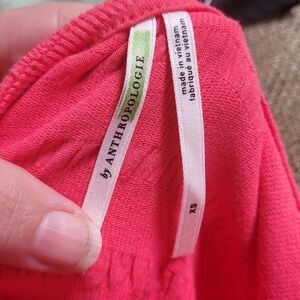 by ANTHROPOLOGIE
made in vietnam
fabriqué au vietnam
XS